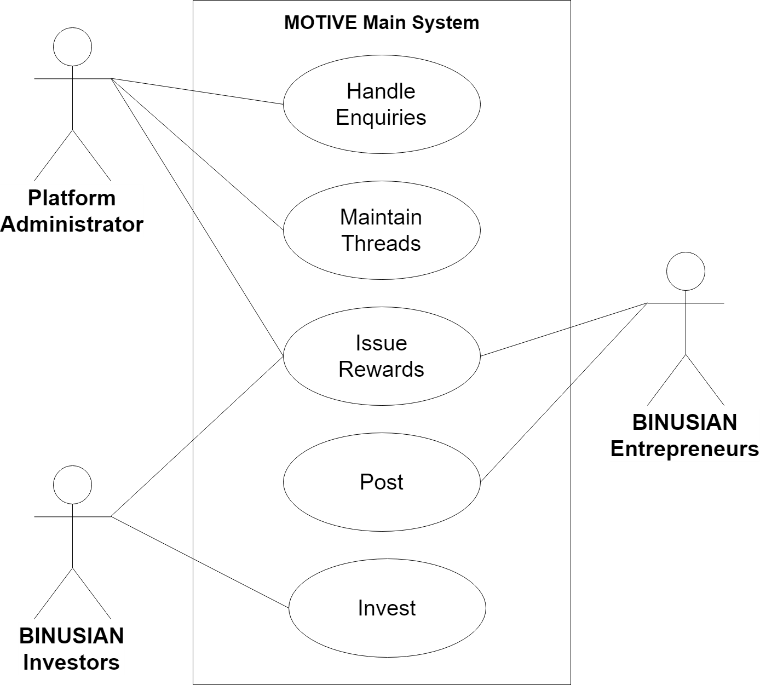 MOTIVE Main System
Handle
Enquiries
Platform
Administrator
Maintain
Threads
Issue
Rewards
BINUSIAN
Entrepreneurs
Post
Invest
BINUSIAN
Investors